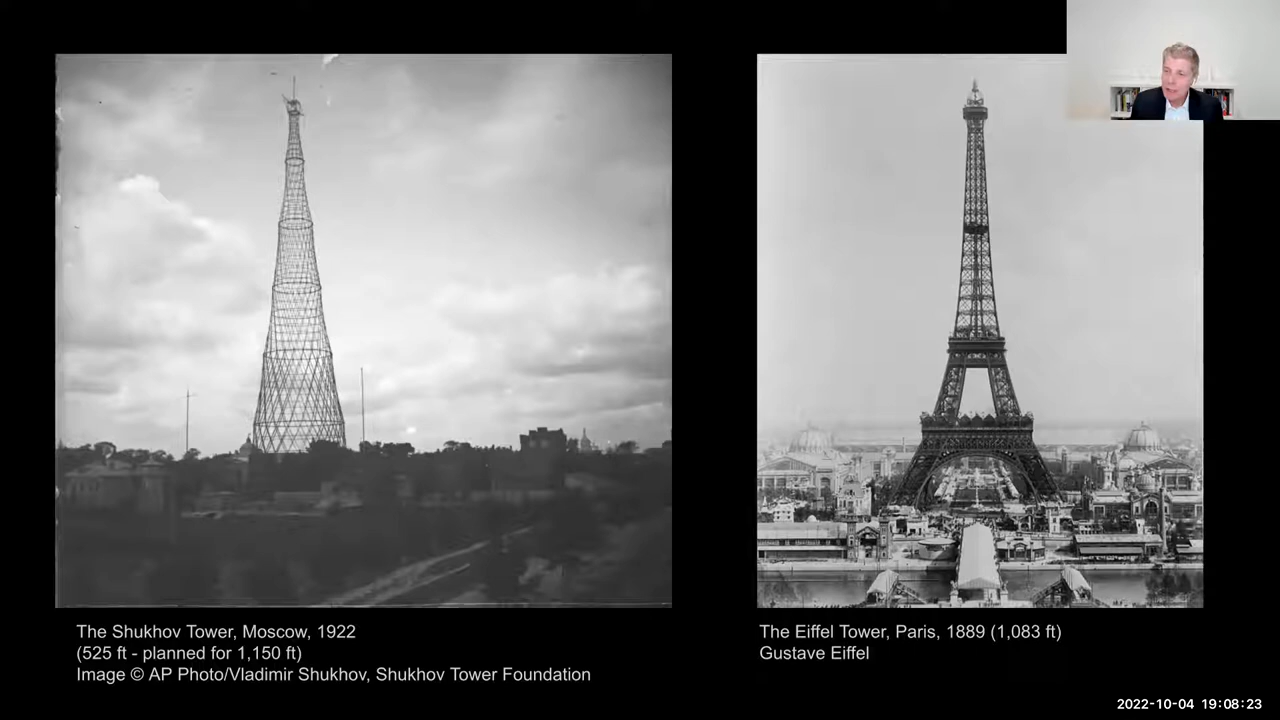 The Shukhov Tower, Moscow, 1922
(525 ft - planned for 1,150 ft)
Image © AP Photo/Vladimir Shukhov, Shukhov Tower Foundation
The Eiffel Tower, Paris, 1889 (1,083 ft)
Gustave Eiffel
2022-10-04 19:08:23